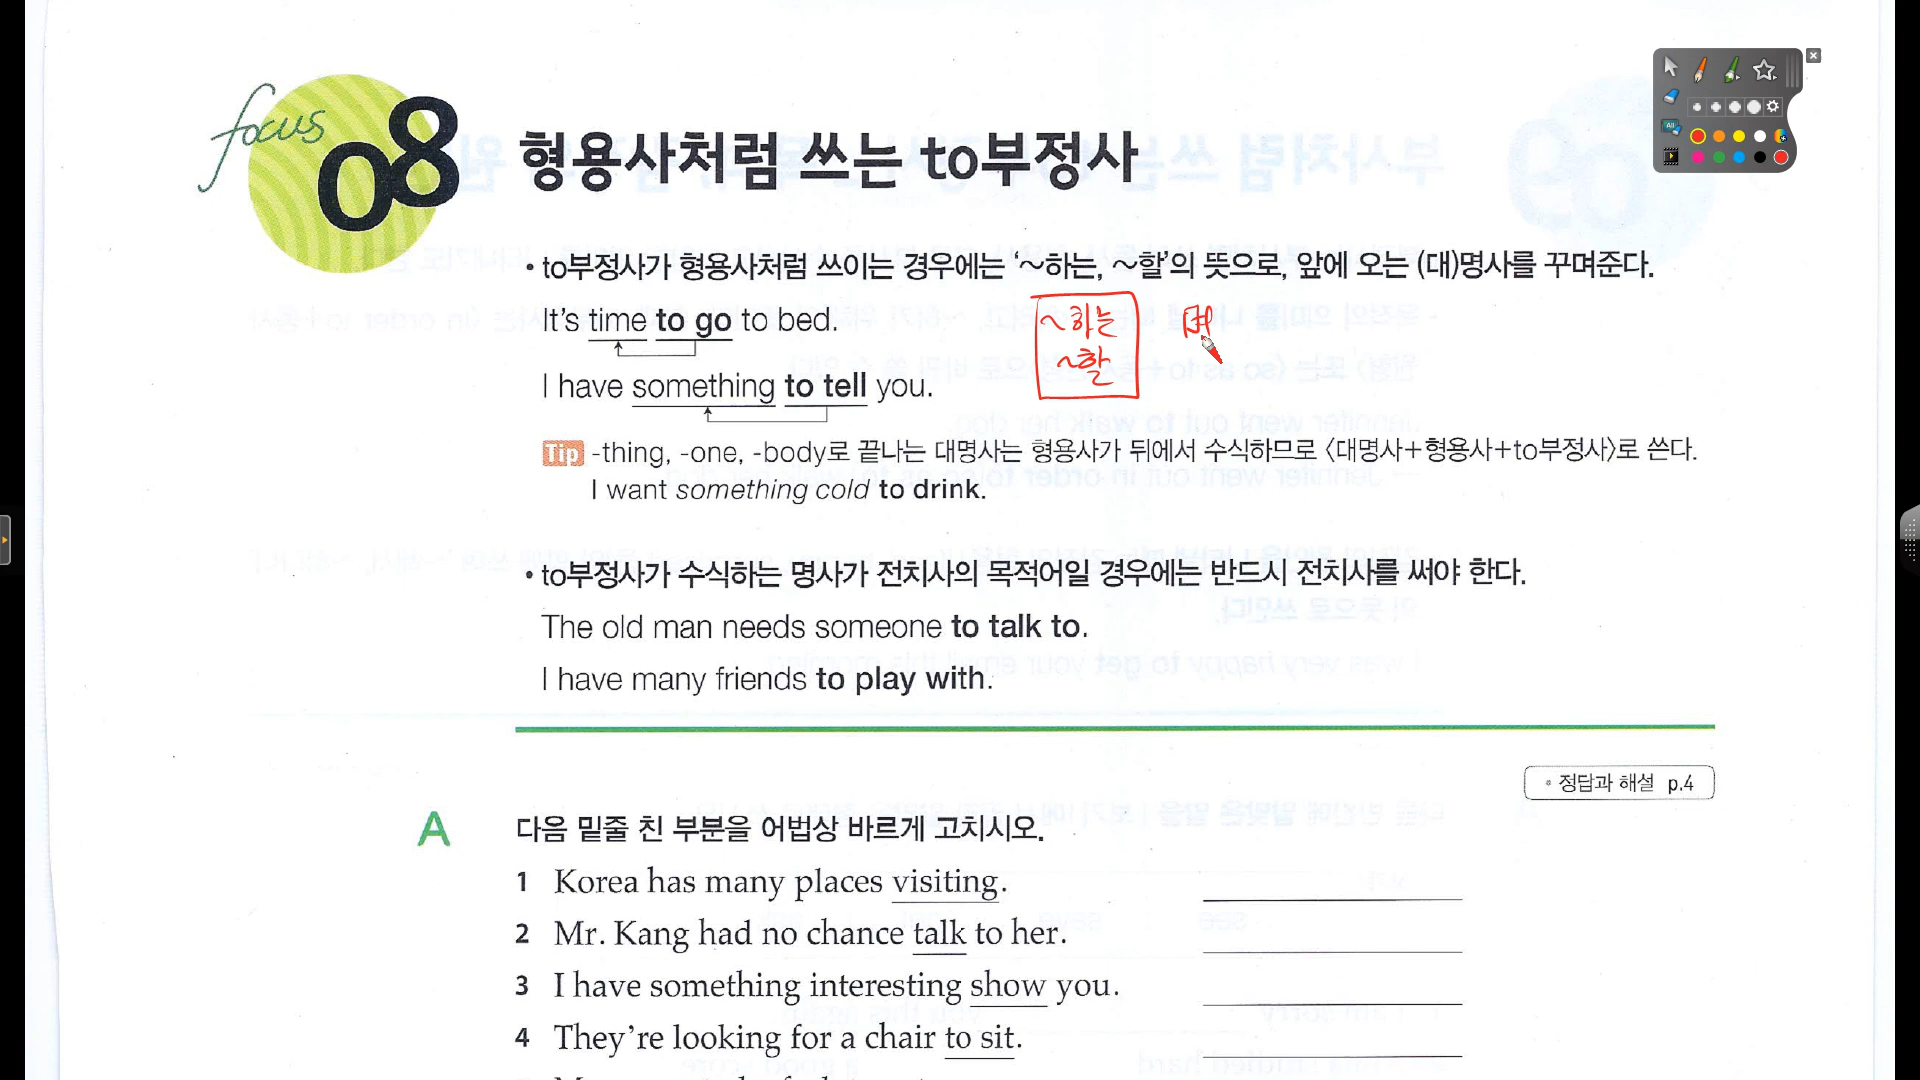 focus
08 형용사처럼 쓰는 to부정사
• to부정사가 형용사처럼 쓰이는 경우에는 '~하는, ~할'의 뜻으로, 앞에 오는 (대)명사를 꾸며준다.
It's time to go to bed.
~하는
~할
I have something to tell you.
Tip -thing, -one, -body로 끝나는 대명사는 형용사가 뒤에서 수식하므로 〈대명사+형용사+to부정사〉로 쓴다.
I want something cold to drink.
• to부정사가 수식하는 명사가 전치사의 목적어일 경우에는 반드시 전치사를 써야 한다.
The old man needs someone to talk to.
I have many friends to play with.
• 정답과 해설 p.4
A 다음 밑줄 친 부분을 어법상 바르게 고치시오.
1 Korea has many places visiting.
2 Mr. Kang had no chance talk to her.
3 I have something interesting show you.
4 They're looking for a chair to sit.